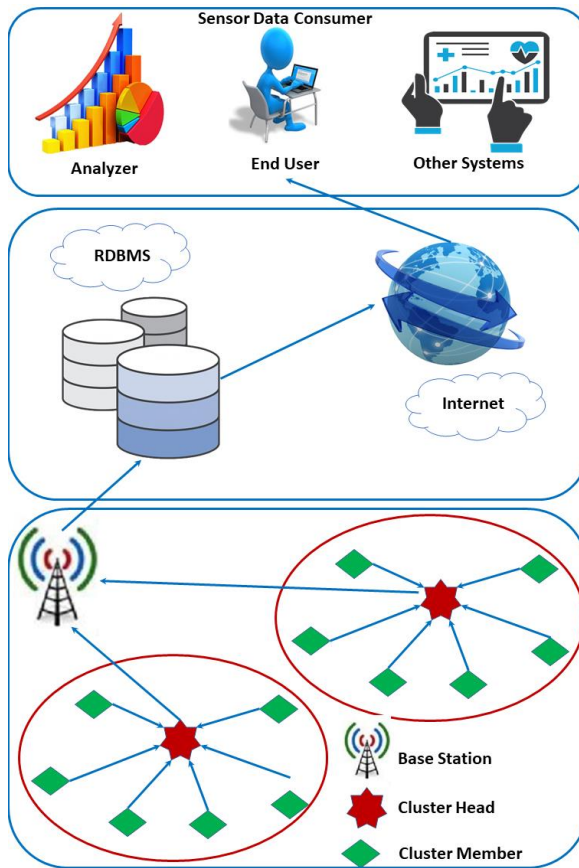 Sensor Data Consumer
Analyzer
End User
Other Systems
RDBMS
Internet
Base Station
Cluster Head
Cluster Member